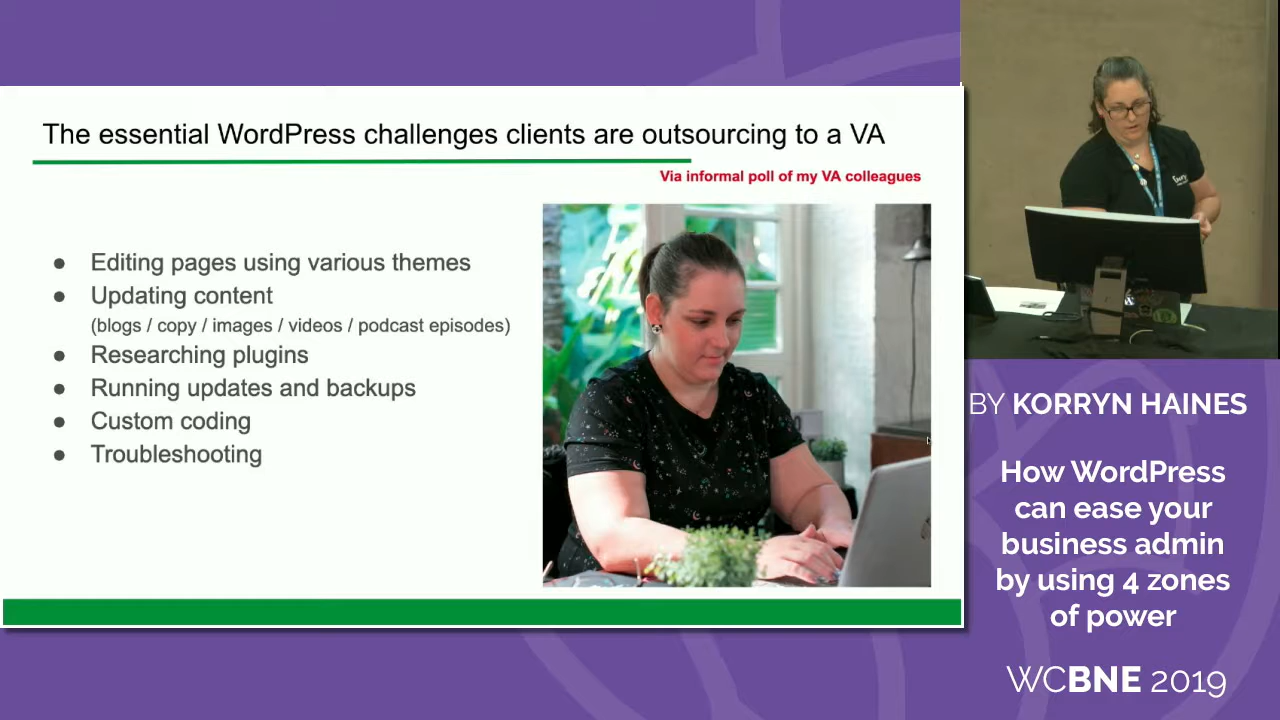 The essential WordPress challenges clients are outsourcing to a VA
Via informal poll of my VA colleagues
● Editing pages using various themes
● Updating content
(blogs / copy / images / videos / podcast episodes)
● Researching plugins
● Running updates and backups
● Custom coding
● Troubleshooting
BY KORRYN HAINES
How WordPress
can ease your
business admin
by using 4 zones
of power
WCBNE 2019